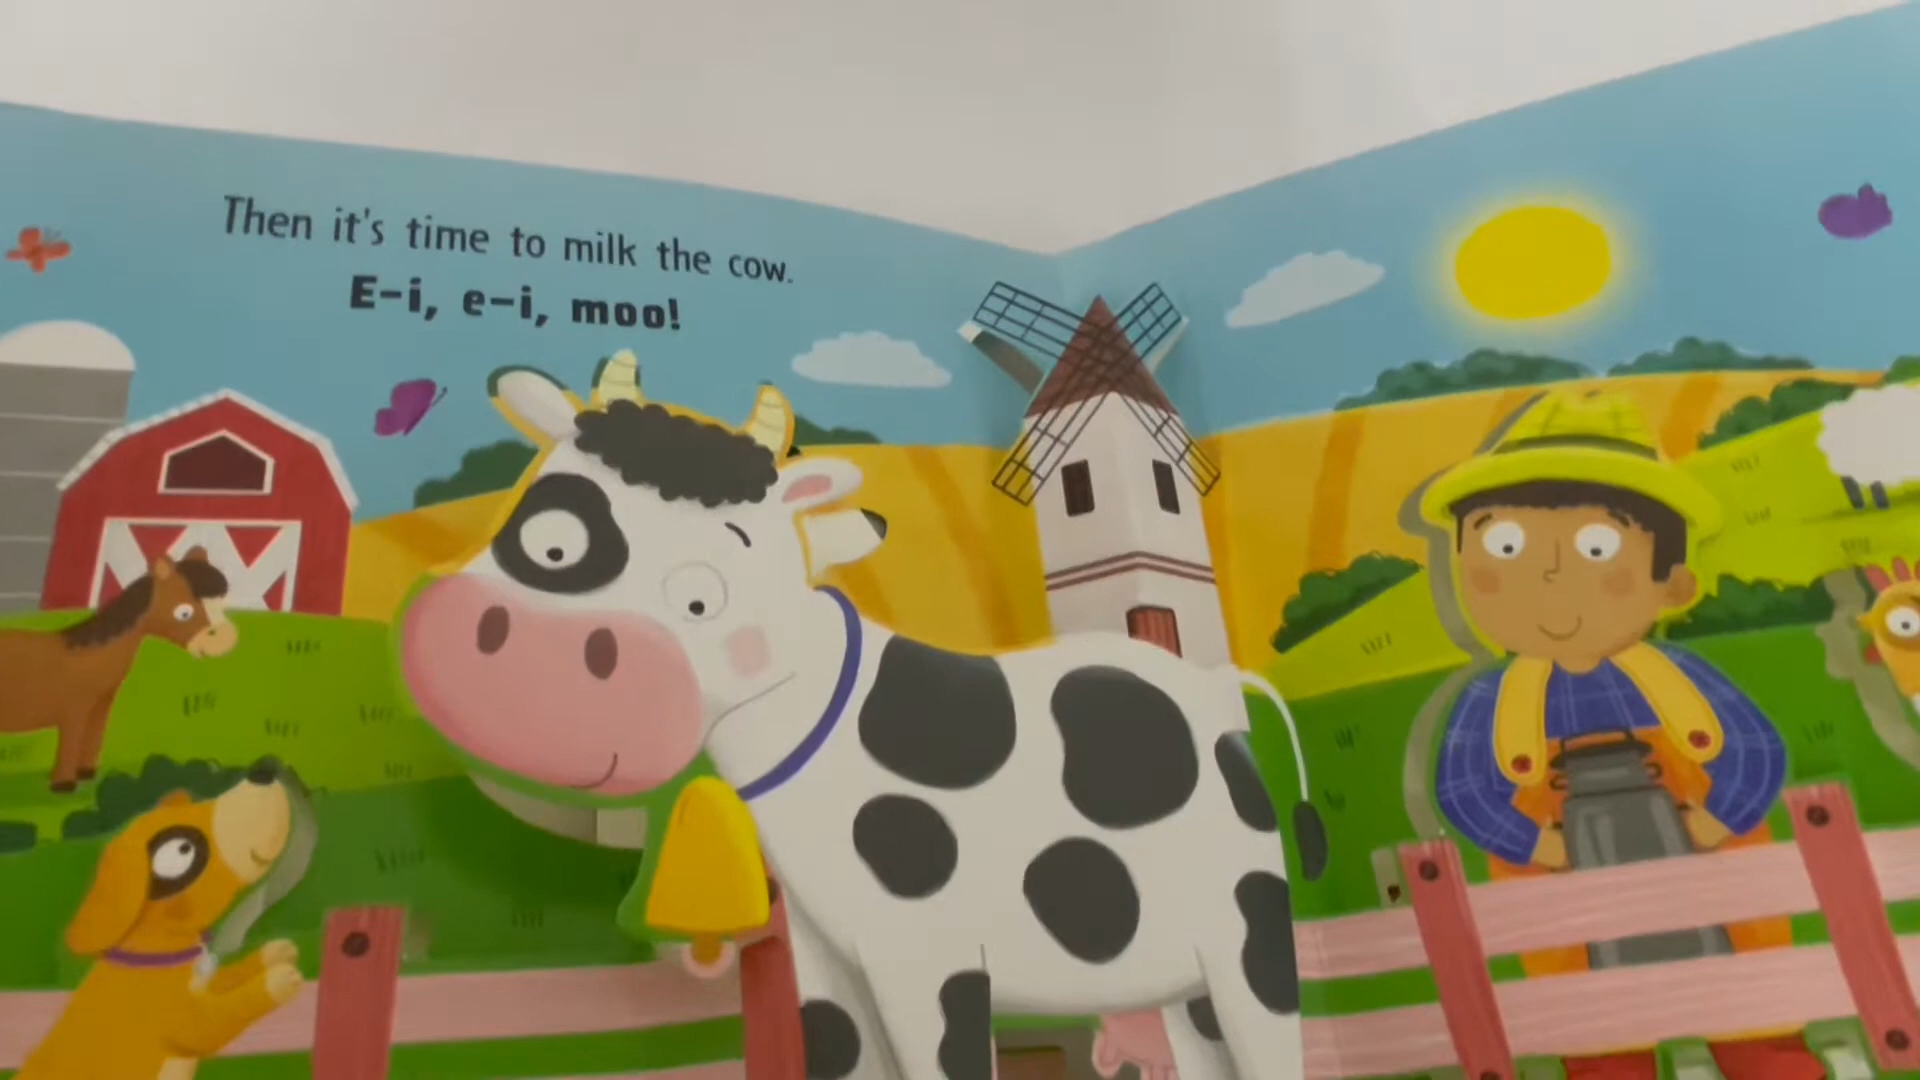 Then it's time to milk the cow.
E-i, e-i, moo!